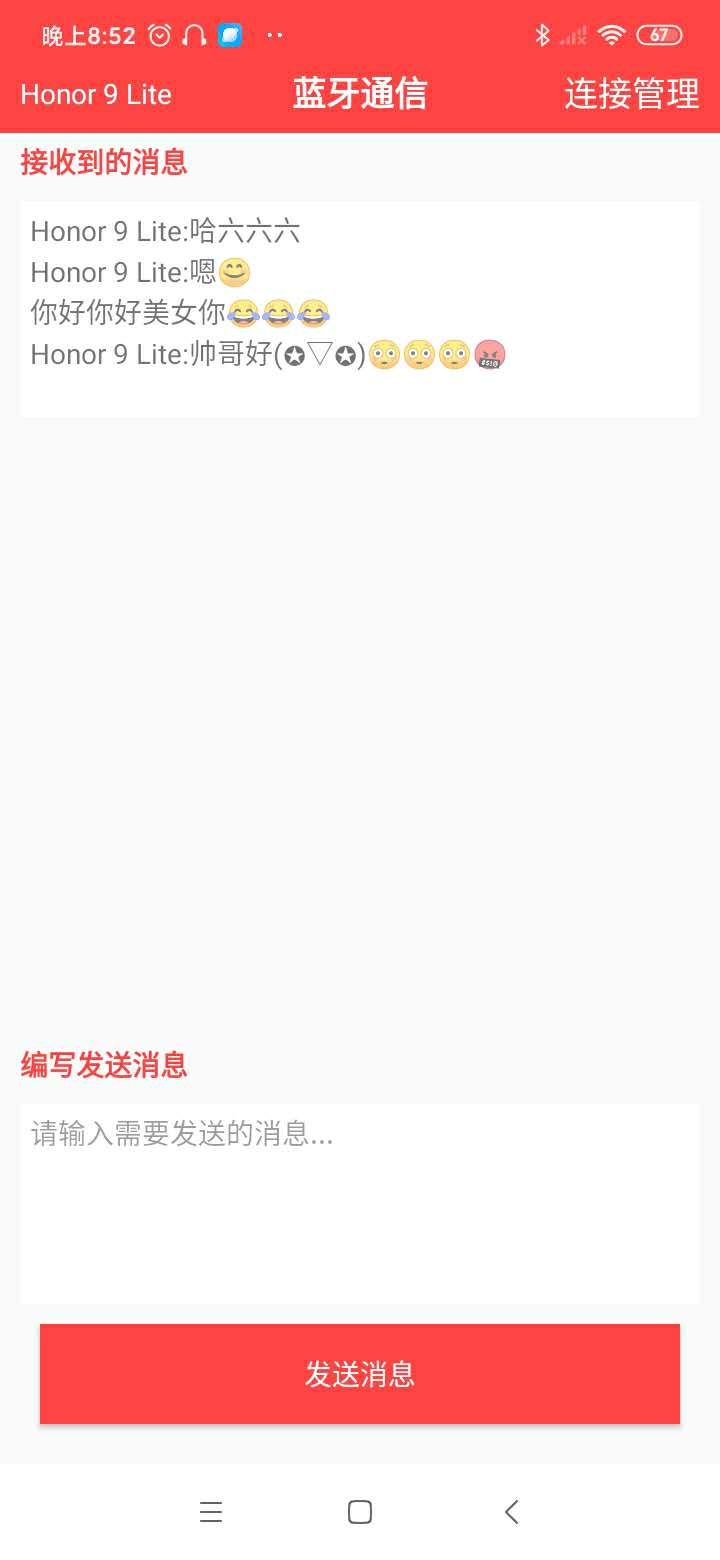 晚上8:52 67
Honor 9 Lite 蓝牙通信 连接管理
接收到的消息
Honor 9 Lite:哈六六六
Honor 9 Lite:嗯😊
你好你好美女你😂😂😂
Honor 9 Lite:帅哥好(✪▽✪)😳😳😳🤬
编写发送消息
请输入需要发送的消息...
发送消息